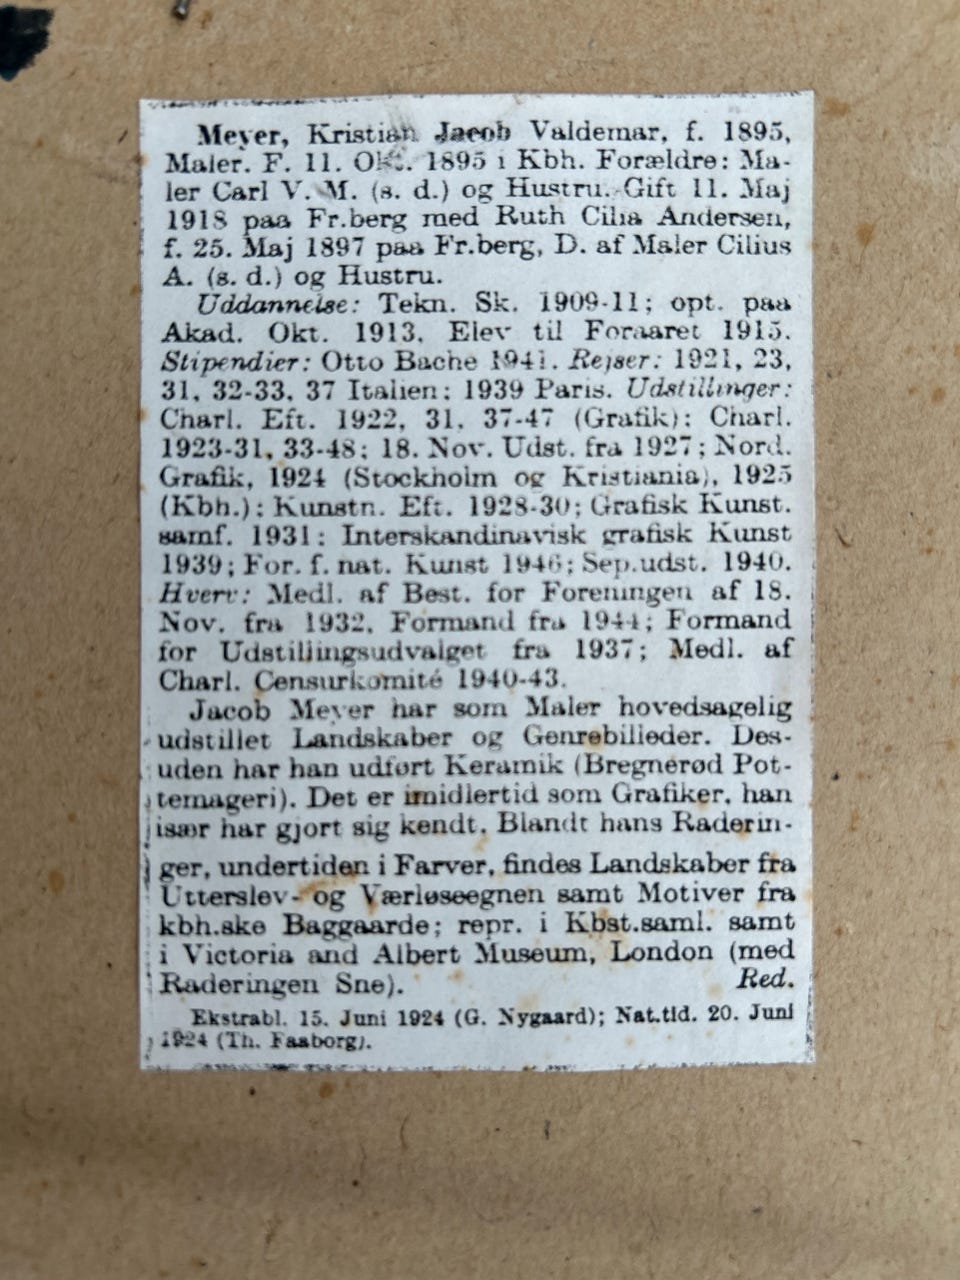 Meyer, Kristian Jacob Valdemar, f. 1895,
Maler. F. 11. Okt. 1895 i Kbh. Forældre: Ma-
ler Carl V. M. (s. d.) og Hustru. Gift 11. Maj
1918 paa Fr.berg med Ruth Cilia Andersen,
f. 25. Maj 1897 paa Fr.berg, D. af Maler Cilius
A. (s. d.) og Hustru.
Uddannelse: Tekn. Sk. 1909-11; opt. paa
Akad. Okt. 1913, Elev til Foraaret 1915.
Stipendier: Otto Bache 1941. Rejser: 1921, 23,
31, 32-33, 37 Italien; 1939 Paris. Udstillinger:
Charl. Eft. 1922, 31, 37-47 (Grafik); Charl.
1923-31, 33-48; 18. Nov. Udst. fra 1927; Nord.
Grafik, 1924 (Stockholm og Kristiania), 1925
(Kbh.); Kunstn. Eft. 1928-30; Grafisk Kunst.
samf. 1931; Interskandinavisk grafisk Kunst
1939; For. f. nat. Kunst 1946; Sep.udst. 1940.
Hverv: Medl. af Best. for Foreningen af 18.
Nov. fra 1932, Formand fra 1944; Formand
for Udstillingsudvalget fra 1937; Medl. af
Charl. Censurkomité 1940-43.
Jacob Meyer har som Maler hovedsagelig
udstillet Landskaber og Genrebilleder. Des-
uden har han udført Keramik (Bregnerød Pot-
temageri). Det er imidlertid som Grafiker, han
især har gjort sig kendt. Blandt hans Raderin-
ger, undertiden i Farver, findes Landskaber fra
Utterslev- og Værløseegnen samt Motiver fra
kbh.ske Baggaarde; repr. i Kbst.saml. samt
i Victoria and Albert Museum, London (med
Raderingen Sne). Red.
Ekstrabl. 15. Juni 1924 (G. Nygaard); Nat.tid. 20. Juni
1924 (Th. Faaborg).